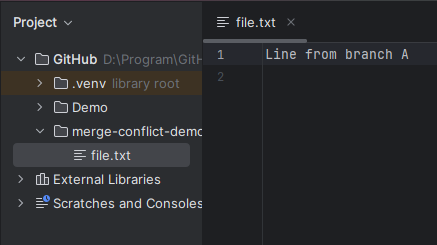 Project
GitHub D:\Program\GitH
.venv library root
Demo
merge-conflict-demo
file.txt
External Libraries
Scratches and Consoles
file.txt
1 Line from branch A
2